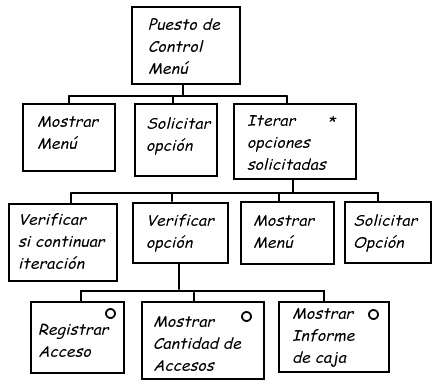 Puesto de
Control
Menú
Mostrar
Menú
Solicitar
opción
Iterar *
opciones
solicitadas
Verificar
si continuar
iteración
Verificar
opción
Mostrar
Menú
Solicitar
Opción
Registrar
Acceso
Mostrar
Cantidad de
Accesos
Mostrar
Informe
de caja